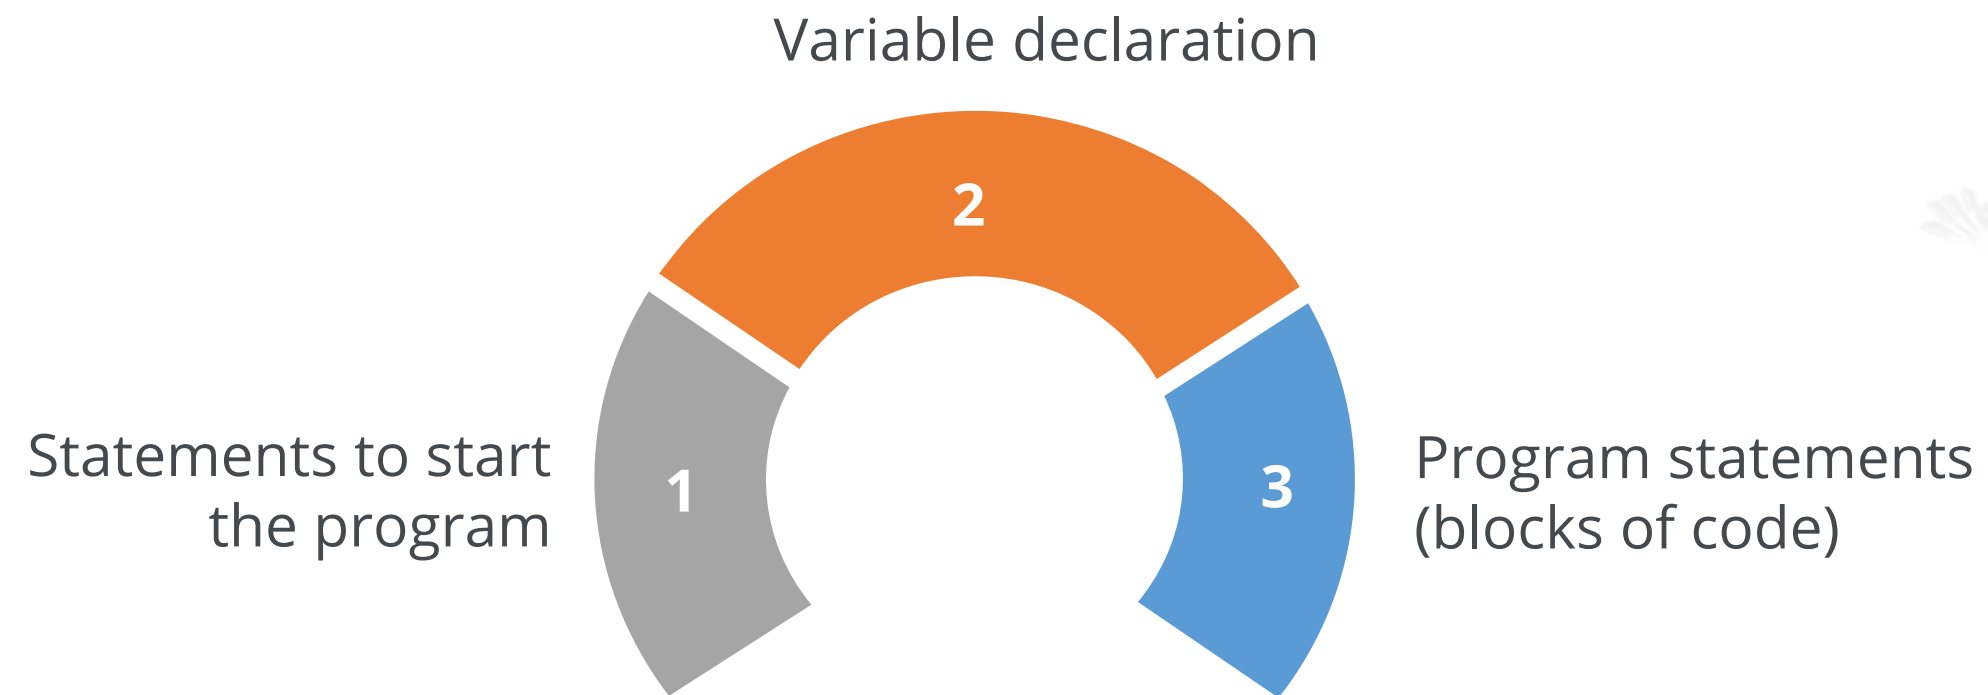 Variable declaration
2
Statements to start
the program
1
3
Program statements
(blocks of code)